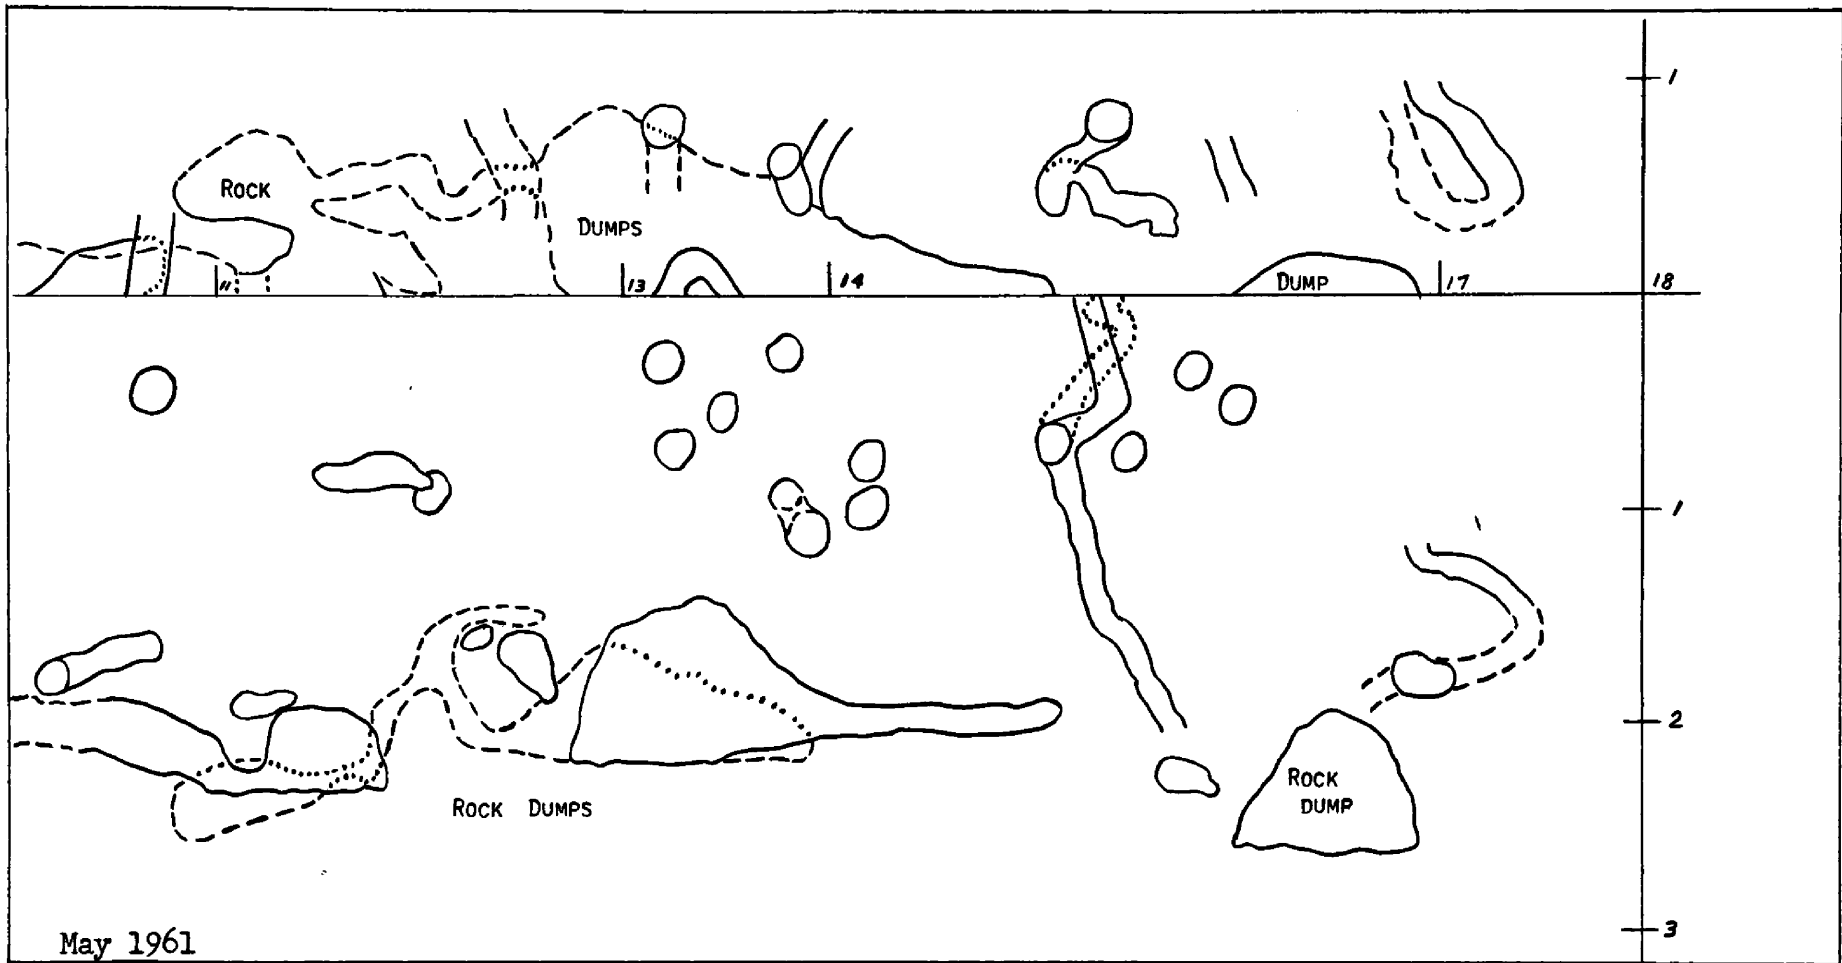 1
ROCK
DUMPS
11
13
14
DUMP
17
18
1
2
ROCK
DUMP
ROCK DUMPS
3
May 1961